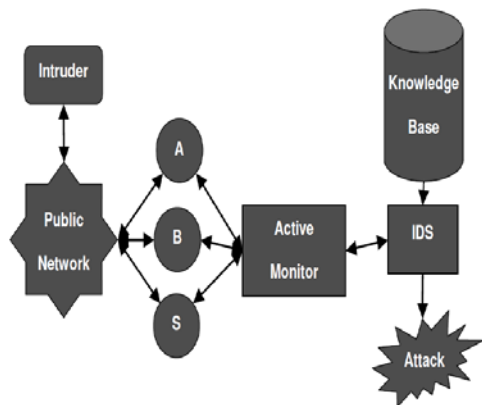 Intruder
Knowledge
Base
A
Public
Network
B
Active
Monitor
IDS
S
Attack